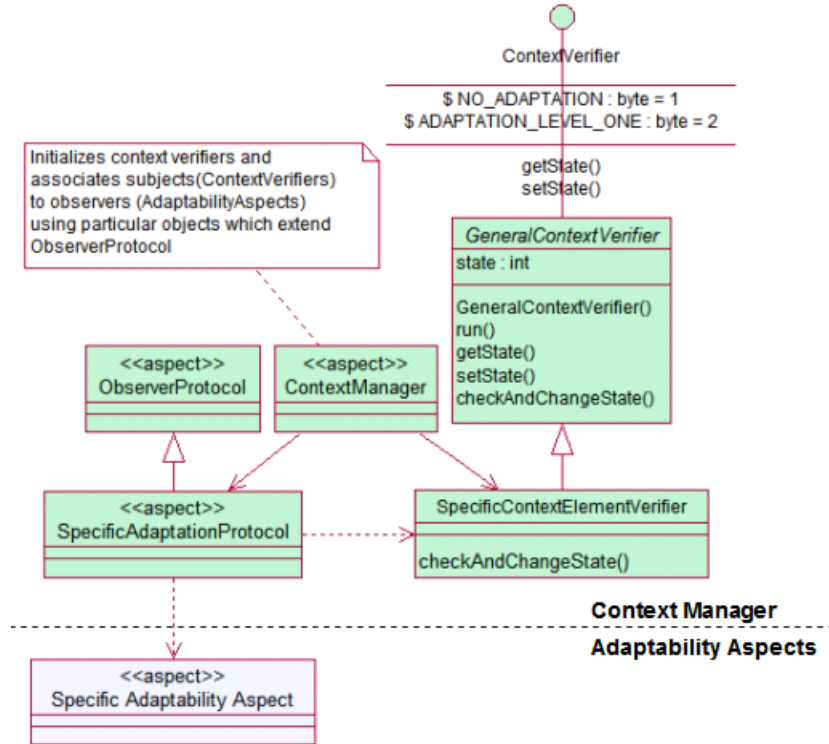 ContextVerifier
$ NO_ADAPTATION : byte = 1
$ ADAPTATION_LEVEL_ONE : byte = 2
getState()
setState()
Initializes context verifiers and
associates subjects(ContextVerifiers)
to observers (AdaptabilityAspects)
using particular objects which extend
ObserverProtocol
GeneralContextVerifier
state : int
GeneralContextVerifier()
run()
getState()
setState()
checkAndChangeState()
<<aspect>>
ObserverProtocol
<<aspect>>
ContextManager
<<aspect>>
SpecificAdaptationProtocol
SpecificContextElementVerifier
checkAndChangeState()
Context Manager
Adaptability Aspects
<<aspect>>
Specific Adaptability Aspect